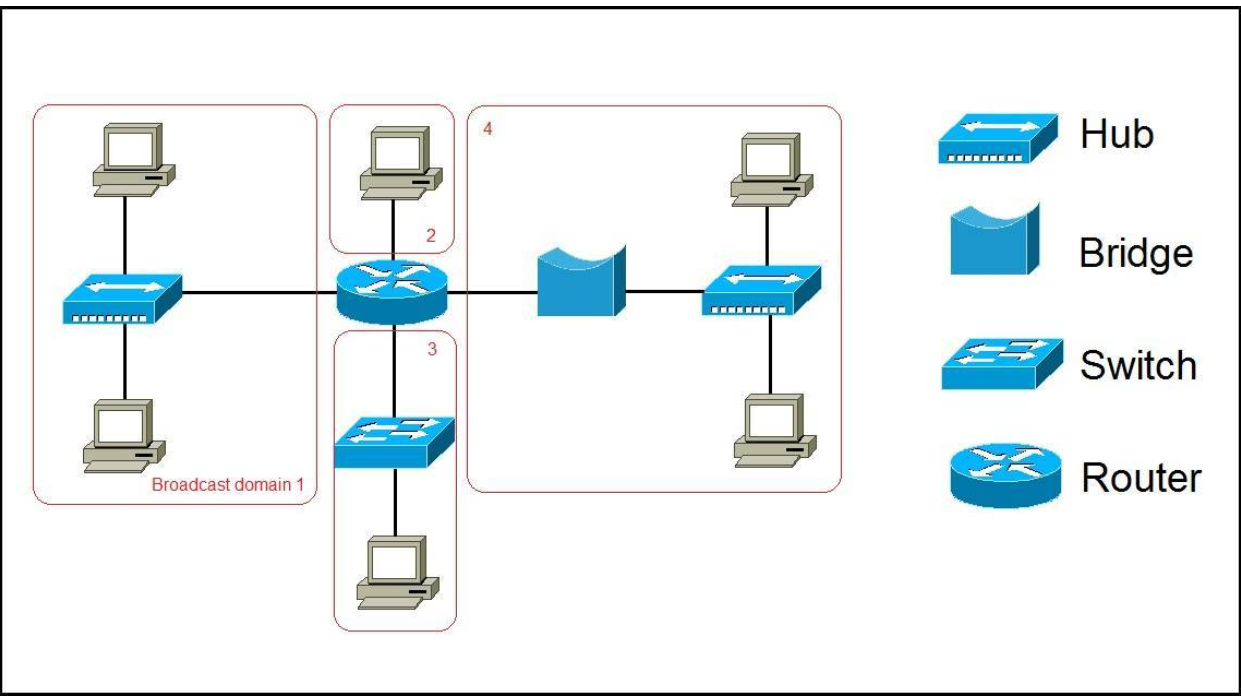 4
Hub
2
Bridge
3
Switch
Broadcast domain 1
Router